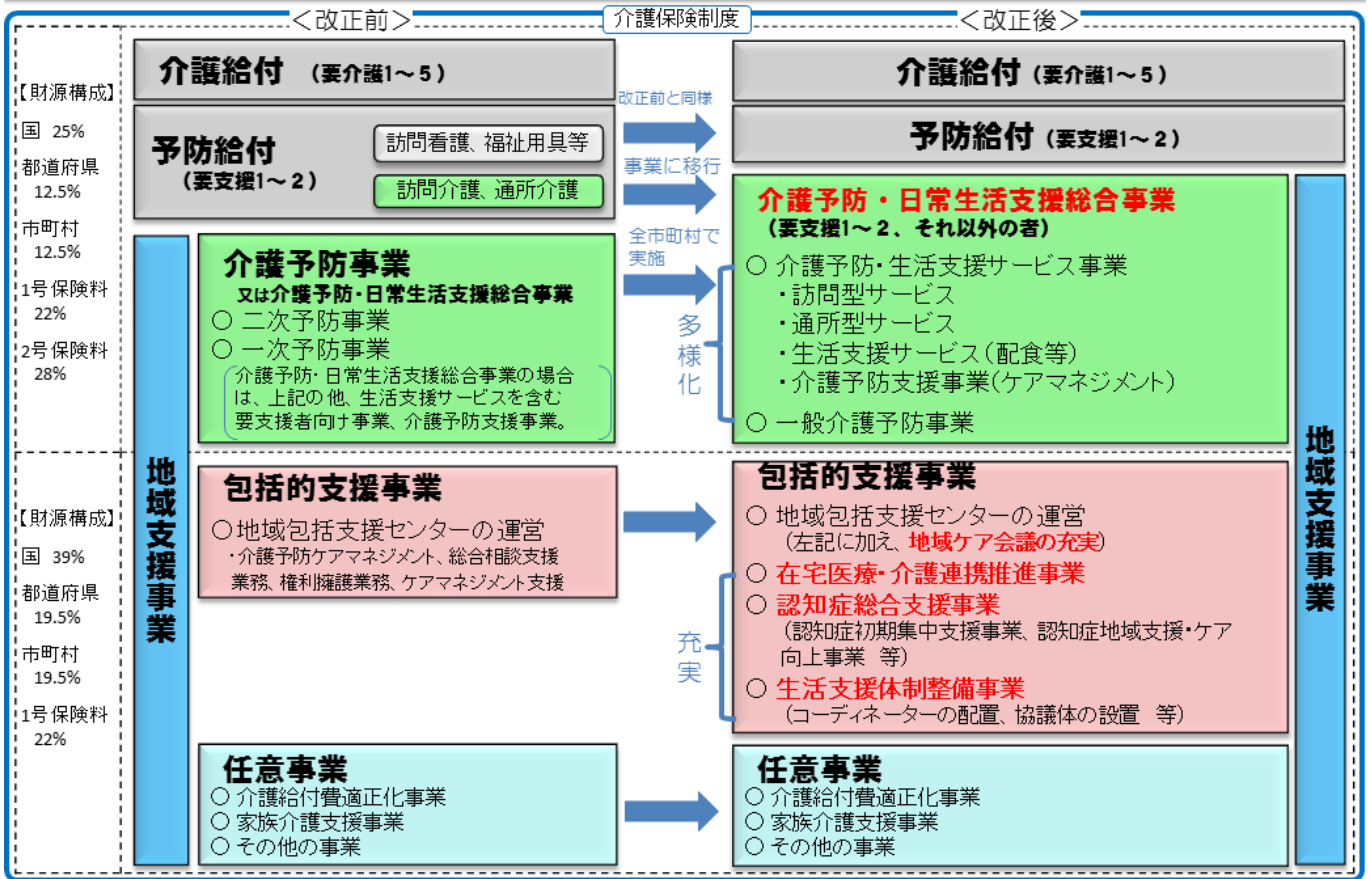 ＜改正前＞
介護保険制度
＜改正後＞
【財源構成】
国 25%
都道府県
12.5%
市町村
12.5%
1号保険料
22%
2号保険料
28%
介護給付 （要介護1～5）
予防給付
（要支援1～2）
訪問看護、福祉用具等
訪問介護、通所介護
改正前と同様
事業に移行
全市町村で
実施
多
様
化
介護給付（要介護1～5）
予防給付（要支援1～2）
介護予防事業
又は介護予防・日常生活支援総合事業
○ 二次予防事業
○ 一次予防事業
介護予防・日常生活支援総合事業の場合
は、上記の他、生活支援サービスを含む
要支援者向け事業、介護予防支援事業。
介護予防・日常生活支援総合事業
（要支援1～2、それ以外の者）
○ 介護予防・生活支援サービス事業
・訪問型サービス
・通所型サービス
・生活支援サービス（配食等）
・介護予防支援事業（ケアマネジメント）
○ 一般介護予防事業
【財源構成】
国 39%
都道府県
19.5%
市町村
19.5%
1号保険料
22%
地域支援事業
包括的支援事業
○地域包括支援センターの運営
・介護予防ケアマネジメント、総合相談支援
業務、権利擁護業務、ケアマネジメント支援
充
実
包括的支援事業
○ 地域包括支援センターの運営
（左記に加え、地域ケア会議の充実）
○ 在宅医療・介護連携推進事業
○ 認知症総合支援事業
（認知症初期集中支援事業、認知症地域支援・ケア
向上事業 等）
○ 生活支援体制整備事業
（コーディネーターの配置、協議体の設置 等）
地域支援事業
任意事業
○ 介護給付費適正化事業
○ 家族介護支援事業
○ その他の事業
任意事業
○ 介護給付費適正化事業
○ 家族介護支援事業
○ その他の事業